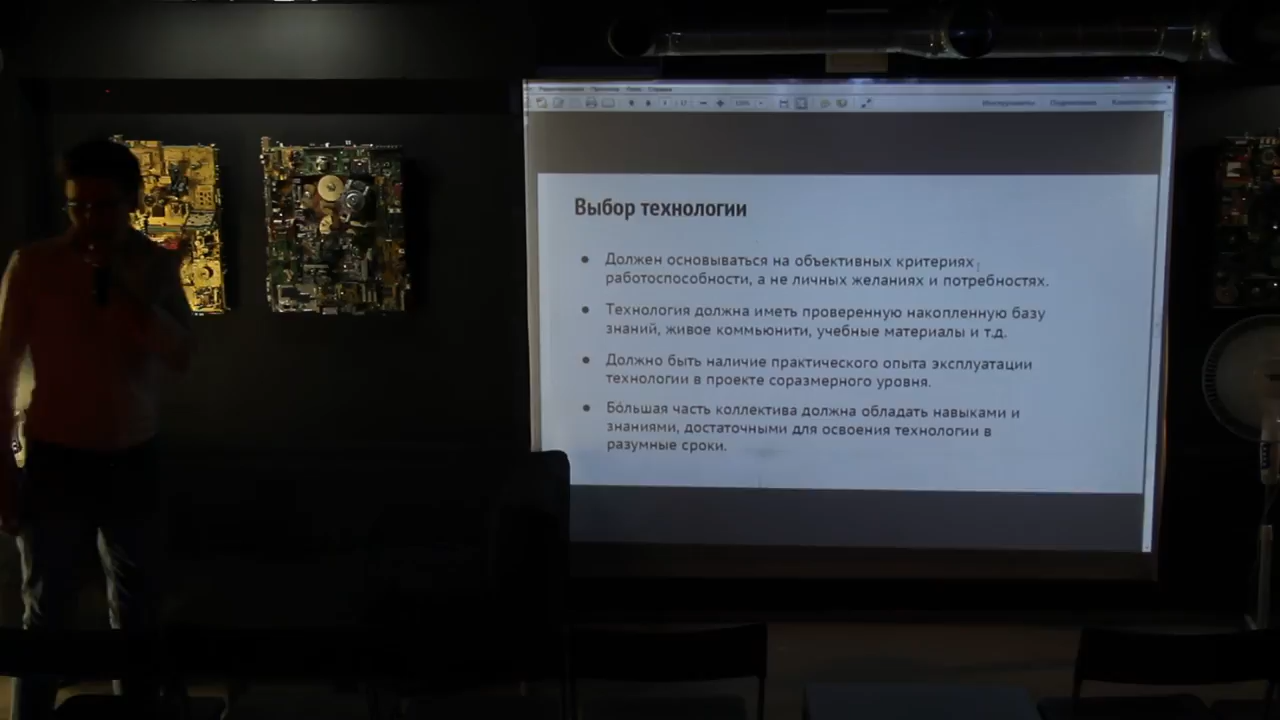 Инструменты
Выбор технологии
● Должен основываться на объективных критериях
работоспособности, а не личных желаниях и потребностях.
● Технология должна иметь проверенную накопленную базу
знаний, живое коммьюнити, учебные материалы и т.д.
● Должно быть наличие практического опыта эксплуатации
технологии в проекте соразмерного уровня.
● Бо́льшая часть коллектива должна обладать навыками и
знаниями, достаточными для освоения технологии в
разумные сроки.